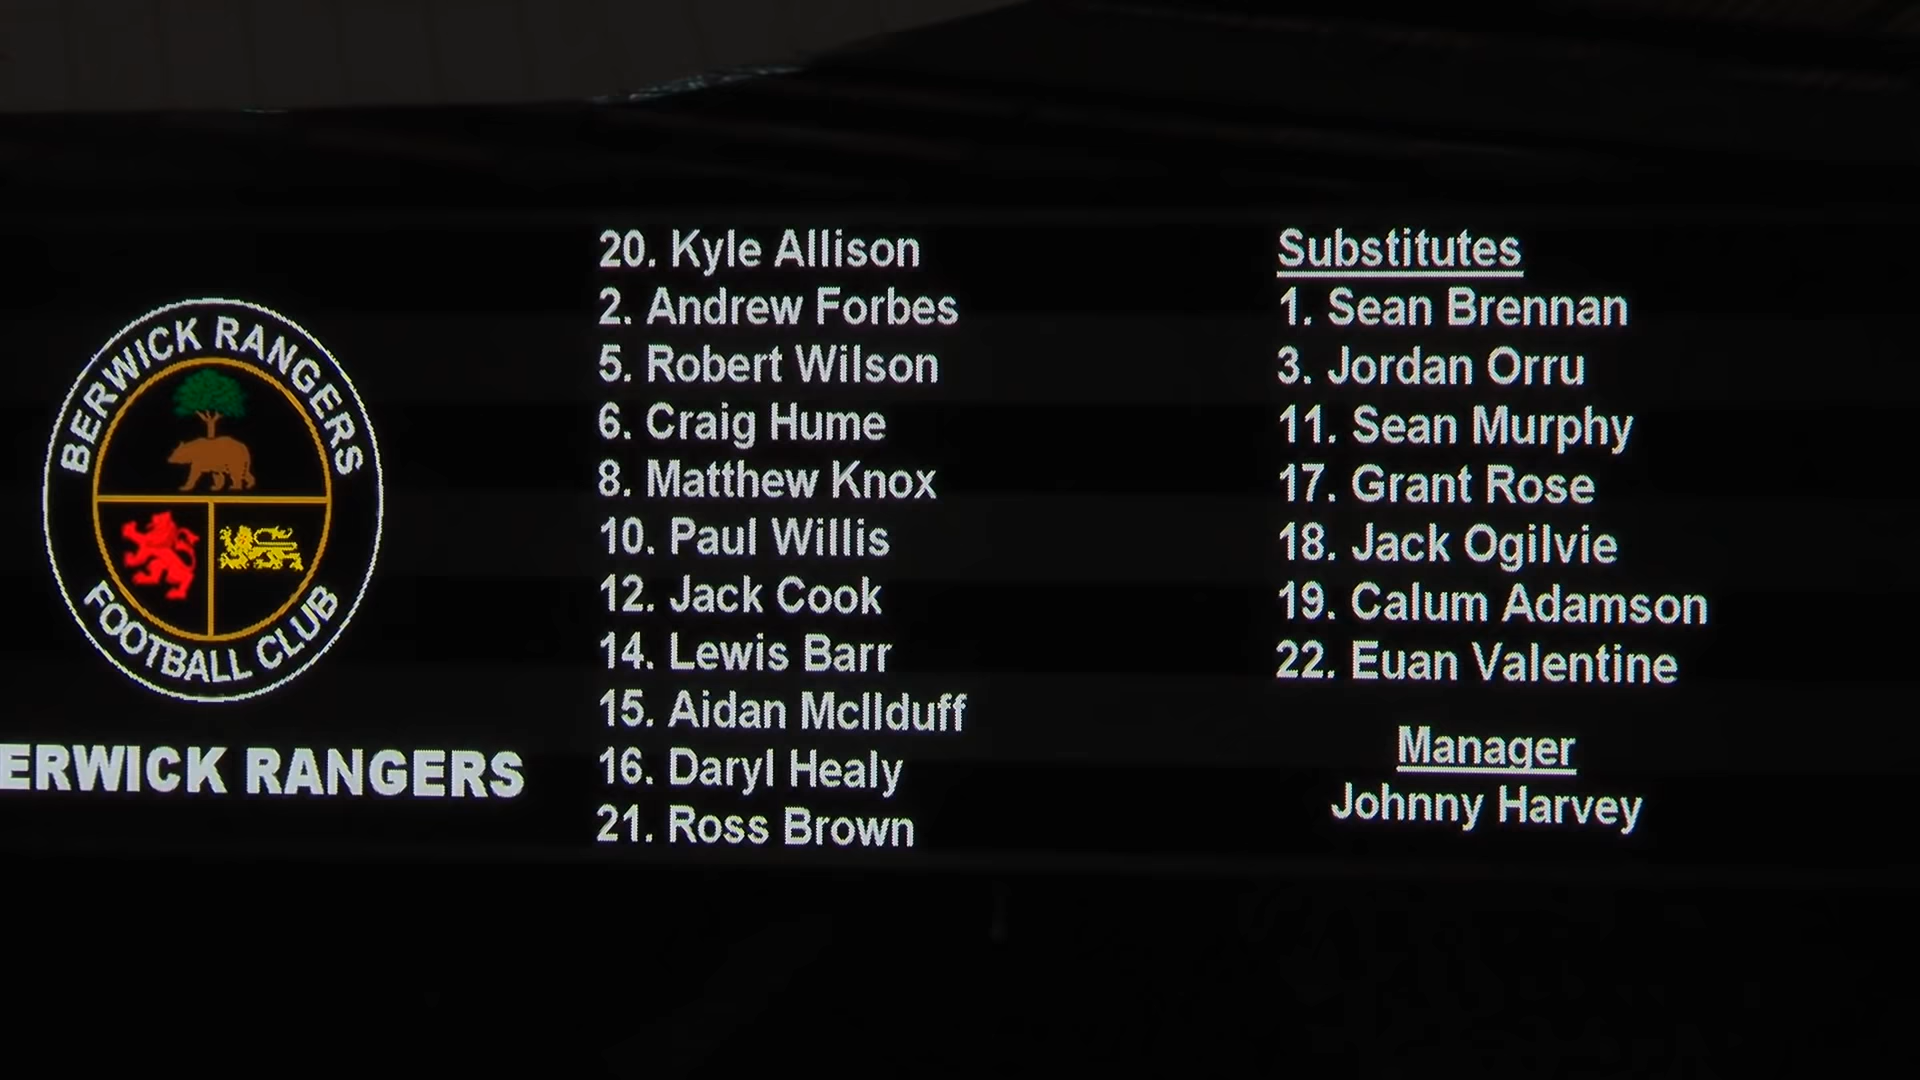 BERWICK RANGERS
FOOTBALL CLUB
ERWICK RANGERS
20. Kyle Allison
2. Andrew Forbes
5. Robert Wilson
6. Craig Hume
8. Matthew Knox
10. Paul Willis
12. Jack Cook
14. Lewis Barr
15. Aidan McIlduff
16. Daryl Healy
21. Ross Brown
Substitutes
1. Sean Brennan
3. Jordan Orru
11. Sean Murphy
17. Grant Rose
18. Jack Ogilvie
19. Calum Adamson
22. Euan Valentine
Manager
Johnny Harvey